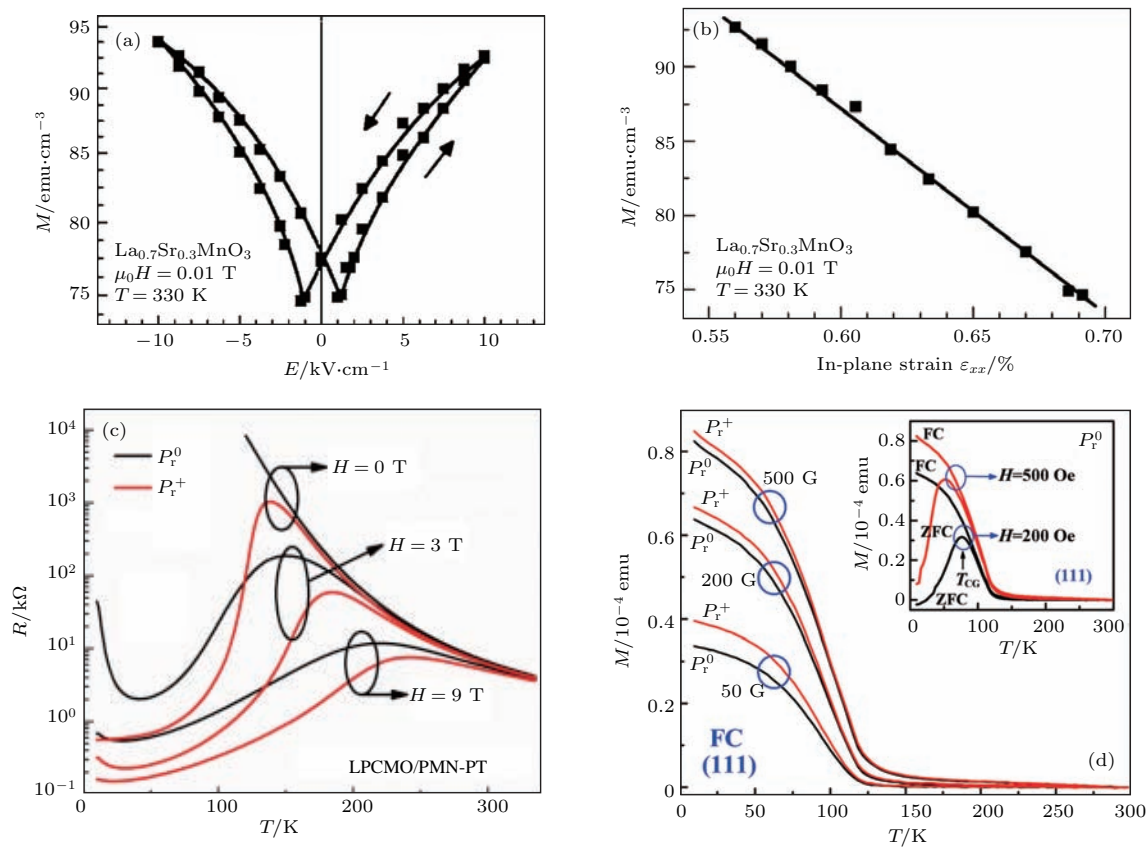 (a)
95
90
85
80
75
M/emu·cm⁻³
La₀.₇Sr₀.₃MnO₃
μ₀H = 0.01 T
T = 330 K
−10
−5
0
5
10
E/kV·cm⁻¹
(b)
90
85
80
75
M/emu·cm⁻³
La₀.₇Sr₀.₃MnO₃
μ₀H = 0.01 T
T = 330 K
0.55
0.60
0.65
0.70
In-plane strain εₓₓ/%
(c)
10⁴
10³
10²
10¹
10⁰
10⁻¹
R/kΩ
Pᵣ⁰
Pᵣ⁺
H = 0 T
H = 3 T
H = 9 T
LPCMO/PMN-PT
0
100
200
300
T/K
0.8
0.6
0.4
0.2
0
M/10⁻⁴ emu
Pᵣ⁺
Pᵣ⁰
500 G
Pᵣ⁺
Pᵣ⁰
200 G
Pᵣ⁺
Pᵣ⁰
50 G
FC
(111)
(d)
0
50
100
150
200
250
300
T/K
0.8
0.6
0.4
0.2
0
M/10⁻⁴ emu
FC
Pᵣ⁰
FC
H=500 Oe
ZFC
H=200 Oe
T_CG
(111)
ZFC
0
100
200
300
T/K